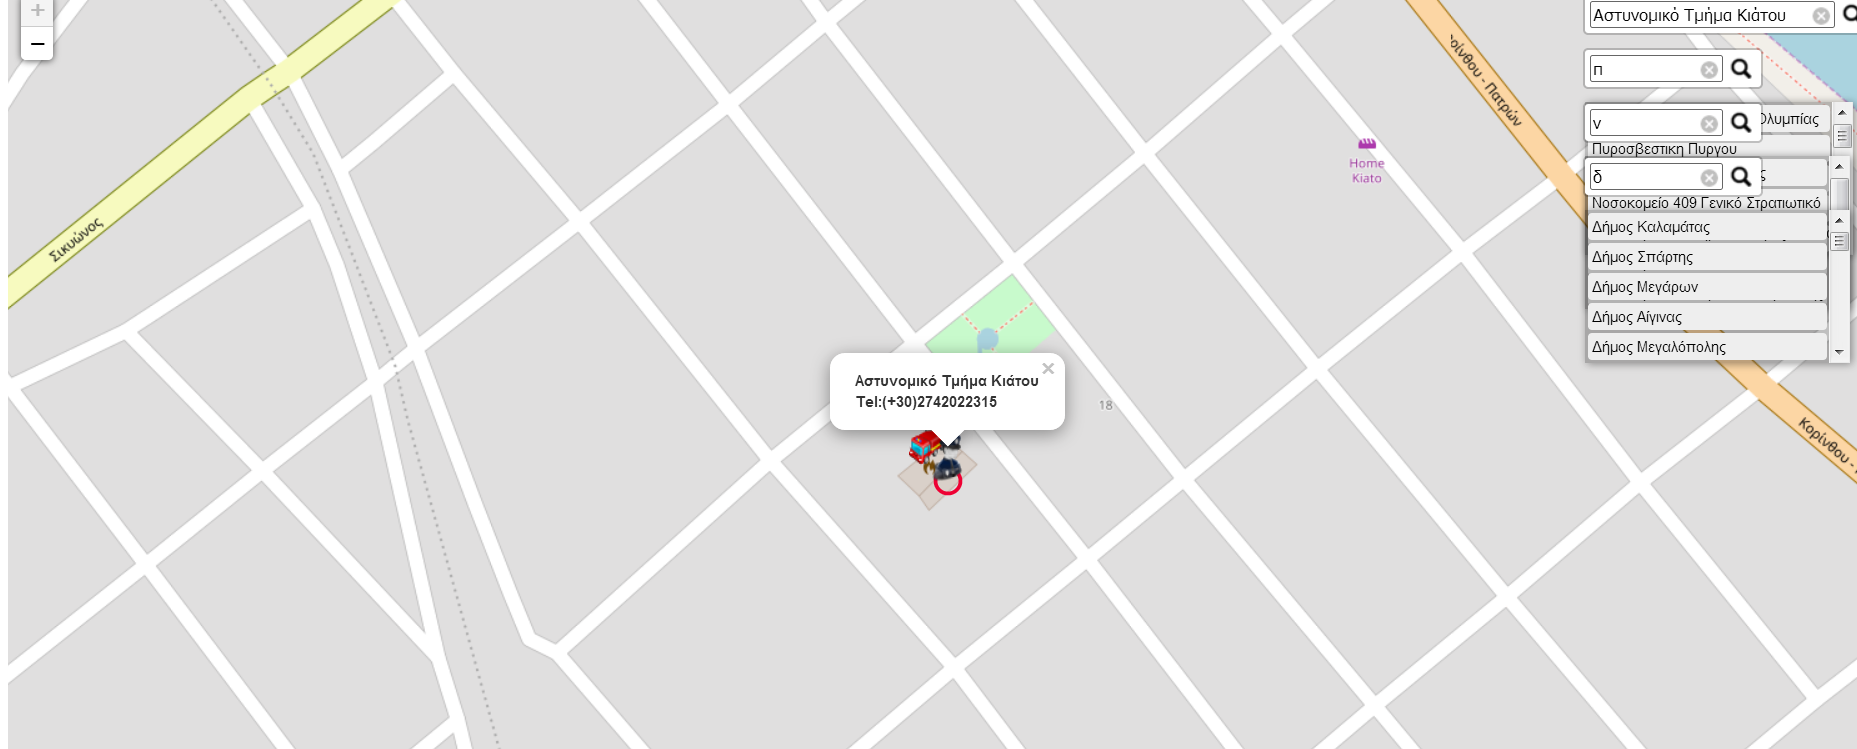 +
−
Αστυνομικό Τμήμα Κιάτου
π
ν
Ολυμπίας
Πυροσβεστικη Πυργου
δ
ς
Νοσοκομείο 409 Γενικό Στρατιωτικό
Δήμος Καλαμάτας
Δήμος Σπάρτης
Δήμος Μεγάρων
Δήμος Αίγινας
Δήμος Μεγαλόπολης
ρίνθου - Πατρών
Home
Kiato
Σικυώνος
Αστυνομικό Τμήμα Κιάτου
Tel:(+30)2742022315
×
18
Κορίνθου -